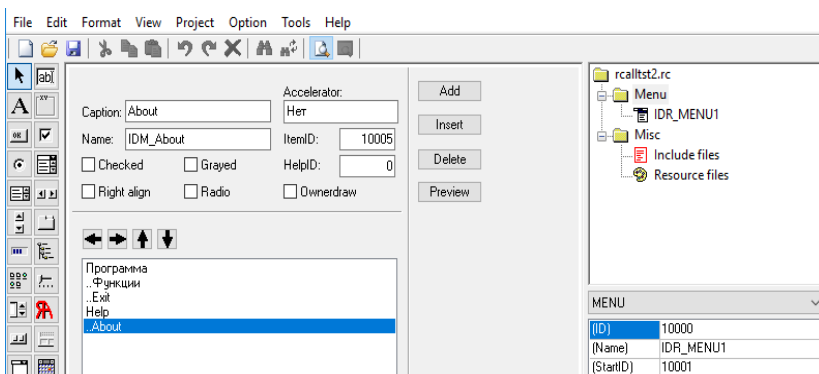 File Edit Format View Project Option Tools Help
Caption: About
Accelerator:
Нет
Name: IDM_About
ItemID: 10005
Checked
Grayed
HelpID: 0
Right align
Radio
Ownerdraw
Программа
..Функции
..Exit
Help
..About
Add
Insert
Delete
Preview
rcalltst2.rc
Menu
IDR_MENU1
Misc
Include files
Resource files
MENU
(ID) 10000
(Name) IDR_MENU1
(StartID) 10001